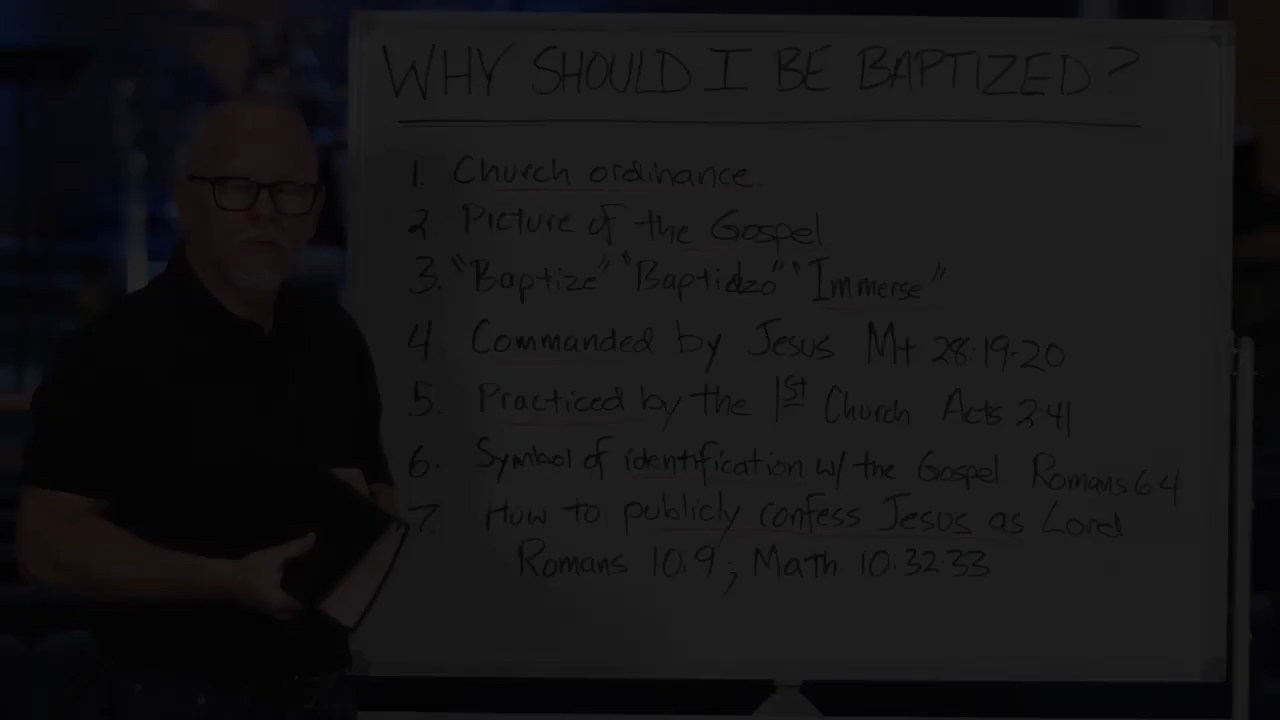 WHY SHOULD I BE BAPTIZED?
1. Church ordinance.
2 Picture of the Gospel
3. "Baptize" "Baptidzo" "Immerse"
4 Commanded by Jesus Mt 28:19-20
5. Practiced by the 1st Church Acts 2:41
6. Symbol of identification w/ the Gospel Romans 6:4
7. How to publicly confess Jesus as Lord
Romans 10:9; Math 10:32-33